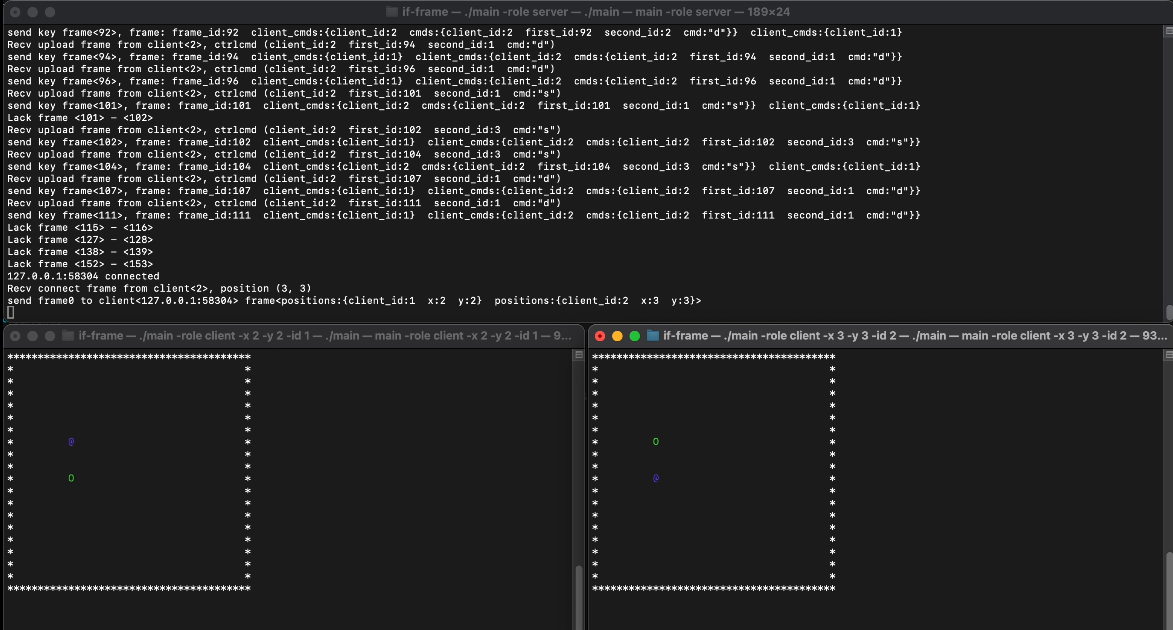 if-frame — ./main -role server — ./main — main -role server — 189×24
send key frame<92>, frame: frame_id:92  client_cmds:{client_id:2  cmds:{client_id:2  first_id:92  second_id:2  cmd:"d"}}  client_cmds:{client_id:1}
Recv upload frame from client<2>, ctrlcmd (client_id:2  first_id:94  second_id:1  cmd:"d")
send key frame<94>, frame: frame_id:94  client_cmds:{client_id:1}  client_cmds:{client_id:2  cmds:{client_id:2  first_id:94  second_id:1  cmd:"d"}}
Recv upload frame from client<2>, ctrlcmd (client_id:2  first_id:96  second_id:1  cmd:"d")
send key frame<96>, frame: frame_id:96  client_cmds:{client_id:1}  client_cmds:{client_id:2  cmds:{client_id:2  first_id:96  second_id:1  cmd:"d"}}
Recv upload frame from client<2>, ctrlcmd (client_id:2  first_id:101  second_id:1  cmd:"s")
send key frame<101>, frame: frame_id:101  client_cmds:{client_id:2  cmds:{client_id:2  first_id:101  second_id:1  cmd:"s"}}  client_cmds:{client_id:1}
Lack frame <101> – <102>
Recv upload frame from client<2>, ctrlcmd (client_id:2  first_id:102  second_id:3  cmd:"s")
send key frame<102>, frame: frame_id:102  client_cmds:{client_id:1}  client_cmds:{client_id:2  cmds:{client_id:2  first_id:102  second_id:3  cmd:"s"}}
Recv upload frame from client<2>, ctrlcmd (client_id:2  first_id:104  second_id:3  cmd:"s")
send key frame<104>, frame: frame_id:104  client_cmds:{client_id:2  cmds:{client_id:2  first_id:104  second_id:3  cmd:"s"}}  client_cmds:{client_id:1}
Recv upload frame from client<2>, ctrlcmd (client_id:2  first_id:107  second_id:1  cmd:"d")
send key frame<107>, frame: frame_id:107  client_cmds:{client_id:1}  client_cmds:{client_id:2  cmds:{client_id:2  first_id:107  second_id:1  cmd:"d"}}
Recv upload frame from client<2>, ctrlcmd (client_id:2  first_id:111  second_id:1  cmd:"d")
send key frame<111>, frame: frame_id:111  client_cmds:{client_id:1}  client_cmds:{client_id:2  cmds:{client_id:2  first_id:111  second_id:1  cmd:"d"}}
Lack frame <115> – <116>
Lack frame <127> – <128>
Lack frame <138> – <139>
Lack frame <152> – <153>
127.0.0.1:58304 connected
Recv connect frame from client<2>, position (3, 3)
send frame0 to client<127.0.0.1:58304> frame<positions:{client_id:1  x:2  y:2}  positions:{client_id:2  x:3  y:3}>
if-frame — ./main -role client -x 2 -y 2 -id 1 — ./main — main -role client -x 2 -y 2 -id 1 — 9...
@
O
if-frame — ./main -role client -x 3 -y 3 -id 2 — ./main — main -role client -x 3 -y 3 -id 2 — 93...
O
@